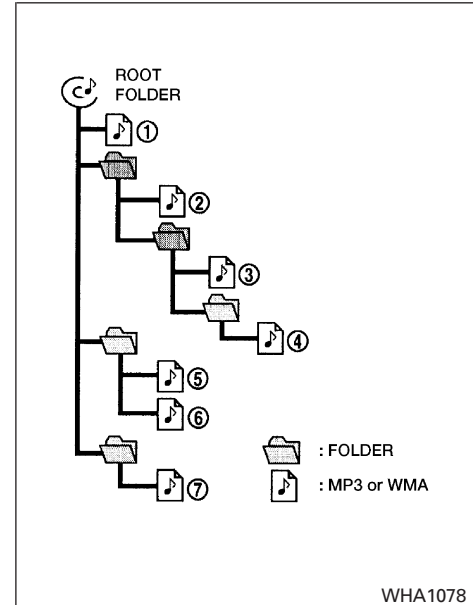 ROOT
FOLDER
①
②
③
④
⑤
⑥
⑦
: FOLDER
: MP3 or WMA
WHA1078